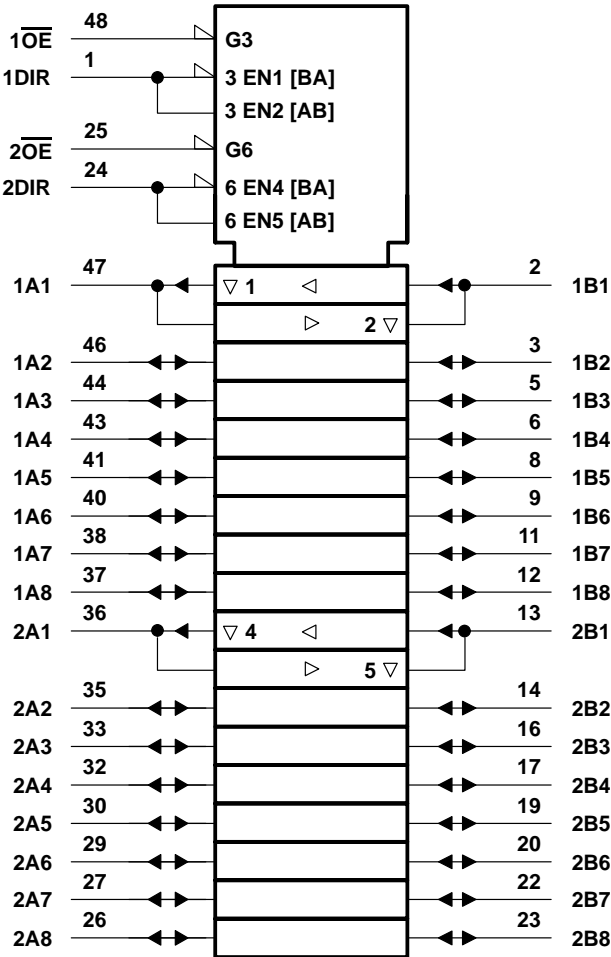 48
1O̅E̅ G3
1
1DIR 3 EN1 [BA]
3 EN2 [AB]
25
2O̅E̅ G6
24
2DIR 6 EN4 [BA]
6 EN5 [AB]
47 2
1A1 ▽ 1 ◁ 1B1
▷ 2 ▽
46 3
1A2 1B2
44 5
1A3 1B3
43 6
1A4 1B4
41 8
1A5 1B5
40 9
1A6 1B6
38 11
1A7 1B7
37 12
1A8 1B8
36 13
2A1 ▽ 4 ◁ 2B1
▷ 5 ▽
35 14
2A2 2B2
33 16
2A3 2B3
32 17
2A4 2B4
30 19
2A5 2B5
29 20
2A6 2B6
27 22
2A7 2B7
26 23
2A8 2B8